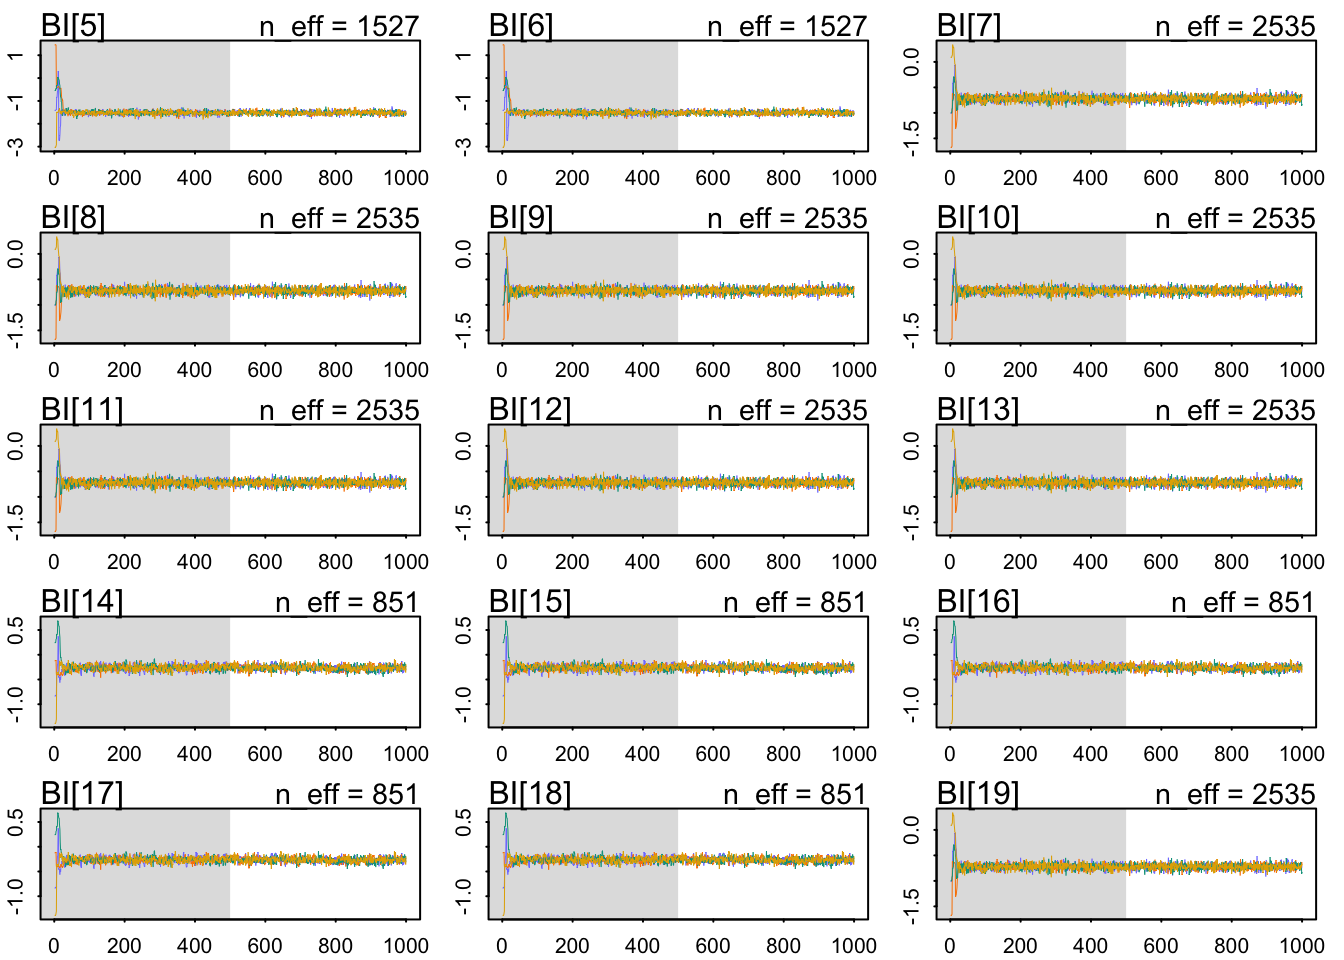 BI[5] n_eff = 1527 BI[6] n_eff = 1527 BI[7] n_eff = 2535
1 -1 -3 1 -1 -3 0.0 -1.5
0 200 400 600 800 1000 0 200 400 600 800 1000 0 200 400 600 800 1000
BI[8] n_eff = 2535 BI[9] n_eff = 2535 BI[10] n_eff = 2535
0.0 -1.5 0.0 -1.5 0.0 -1.5
0 200 400 600 800 1000 0 200 400 600 800 1000 0 200 400 600 800 1000
BI[11] n_eff = 2535 BI[12] n_eff = 2535 BI[13] n_eff = 2535
0.0 -1.5 0.0 -1.5 0.0 -1.5
0 200 400 600 800 1000 0 200 400 600 800 1000 0 200 400 600 800 1000
BI[14] n_eff = 851 BI[15] n_eff = 851 BI[16] n_eff = 851
0.5 -1.0 0.5 -1.0 0.5 -1.0
0 200 400 600 800 1000 0 200 400 600 800 1000 0 200 400 600 800 1000
BI[17] n_eff = 851 BI[18] n_eff = 851 BI[19] n_eff = 2535
0.5 -1.0 0.5 -1.0 0.0 -1.5
0 200 400 600 800 1000 0 200 400 600 800 1000 0 200 400 600 800 1000